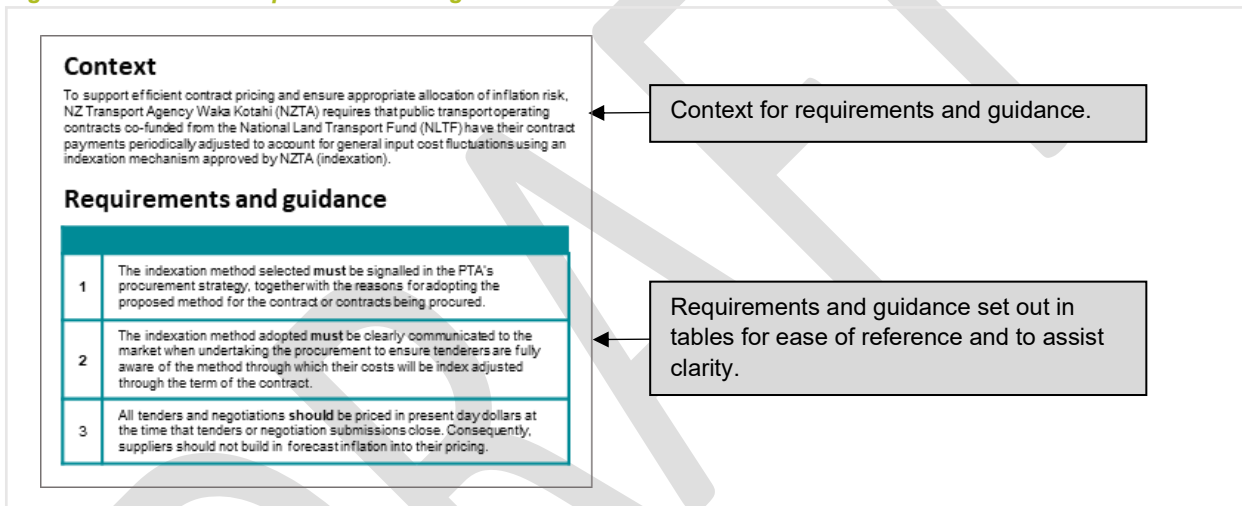 Context
To support efficient contract pricing and ensure appropriate allocation of inflation risk,
NZ Transport Agency Waka Kotahi (NZTA) requires that public transport operating
contracts co-funded from the National Land Transport Fund (NLTF) have their contract
payments periodically adjusted to account for general input cost fluctuations using an
indexation mechanism approved by NZTA (indexation).
Context for requirements and guidance.
Requirements and guidance
1
The indexation method selected must be signalled in the PTA's
procurement strategy, together with the reasons for adopting the
proposed method for the contract or contracts being procured.
2
The indexation method adopted must be clearly communicated to the
market when undertaking the procurement to ensure tenderers are fully
aware of the method through which their costs will be index adjusted
through the term of the contract.
3
All tenders and negotiations should be priced in present day dollars at
the time that tenders or negotiation submissions close. Consequently,
suppliers should not build in forecast inflation into their pricing.
Requirements and guidance set out in
tables for ease of reference and to assist
clarity.
DRAFT